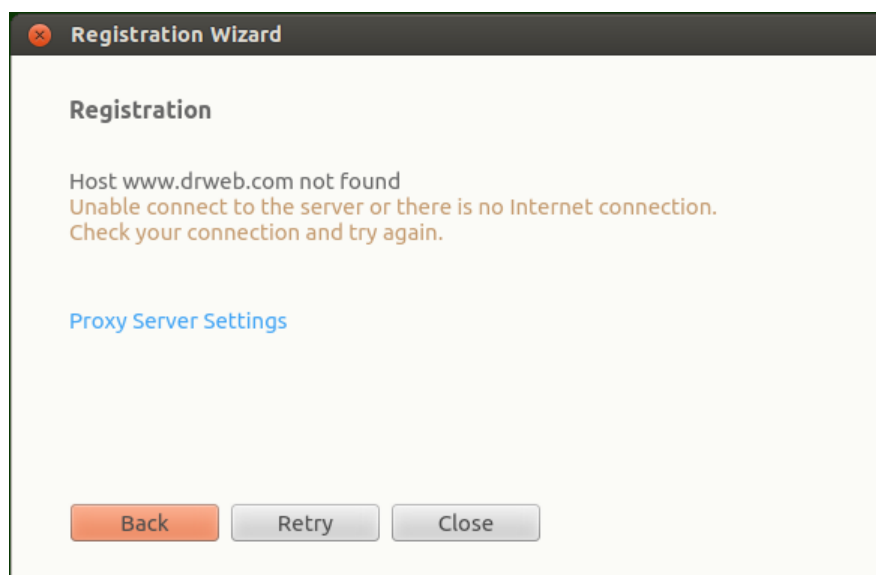 Registration Wizard
Registration
Host www.drweb.com not found
Unable connect to the server or there is no Internet connection.
Check your connection and try again.
Proxy Server Settings
Back Retry Close